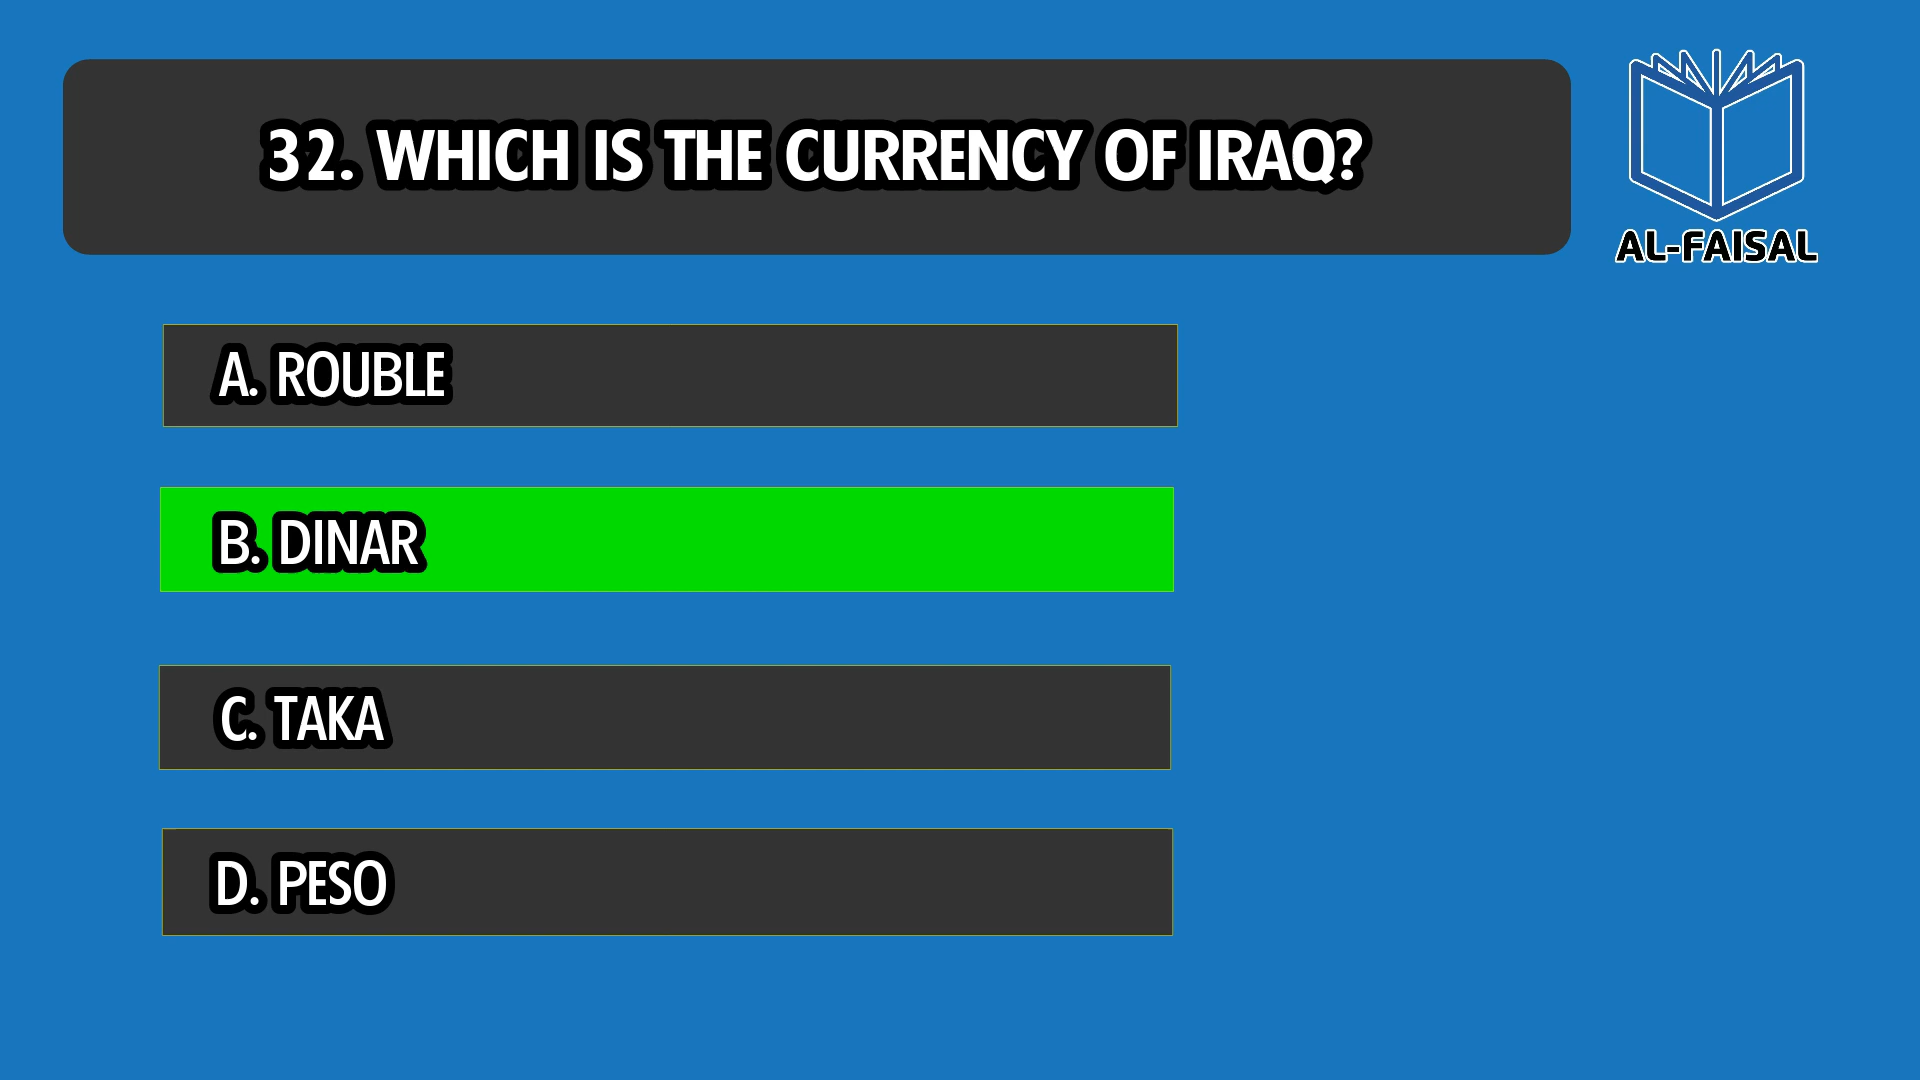 32. WHICH IS THE CURRENCY OF IRAQ?
AL-FAISAL
A. ROUBLE
B. DINAR
C. TAKA
D. PESO